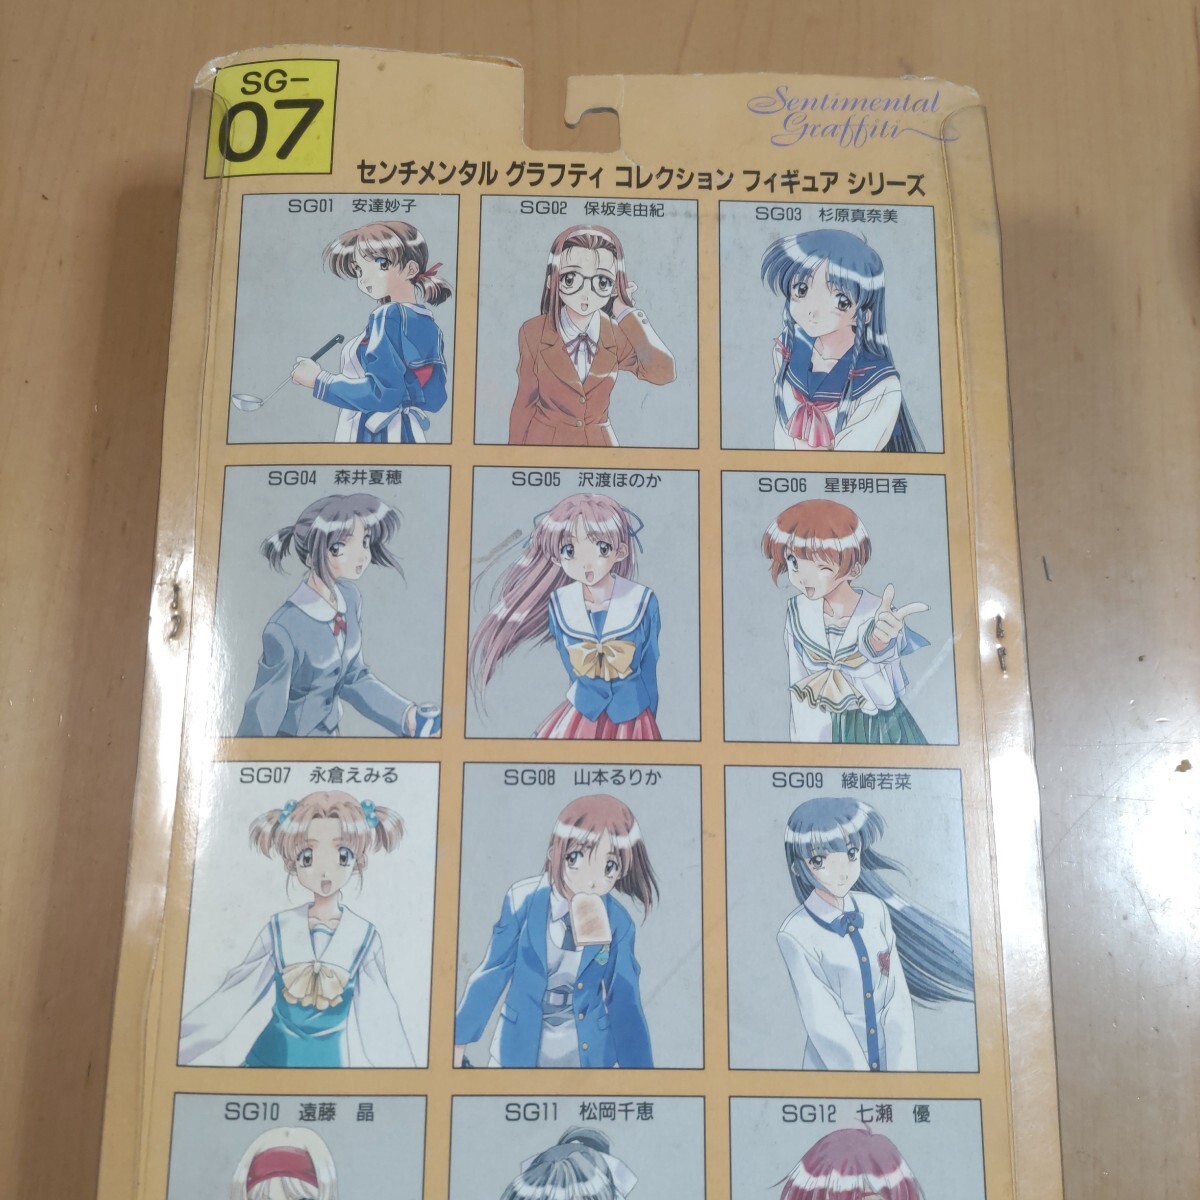 SG-
07
Sentimental
Graffiti
センチメンタル グラフティ コレクション フィギュア シリーズ
SG01 安達妙子
SG02 保坂美由紀
SG03 杉原真奈美
SG04 森井夏穂
SG05 沢渡ほのか
SG06 星野明日香
SG07 永倉えみる
SG08 山本るりか
SG09 綾崎若菜
SG10 遠藤 晶
SG11 松岡千恵
SG12 七瀬 優